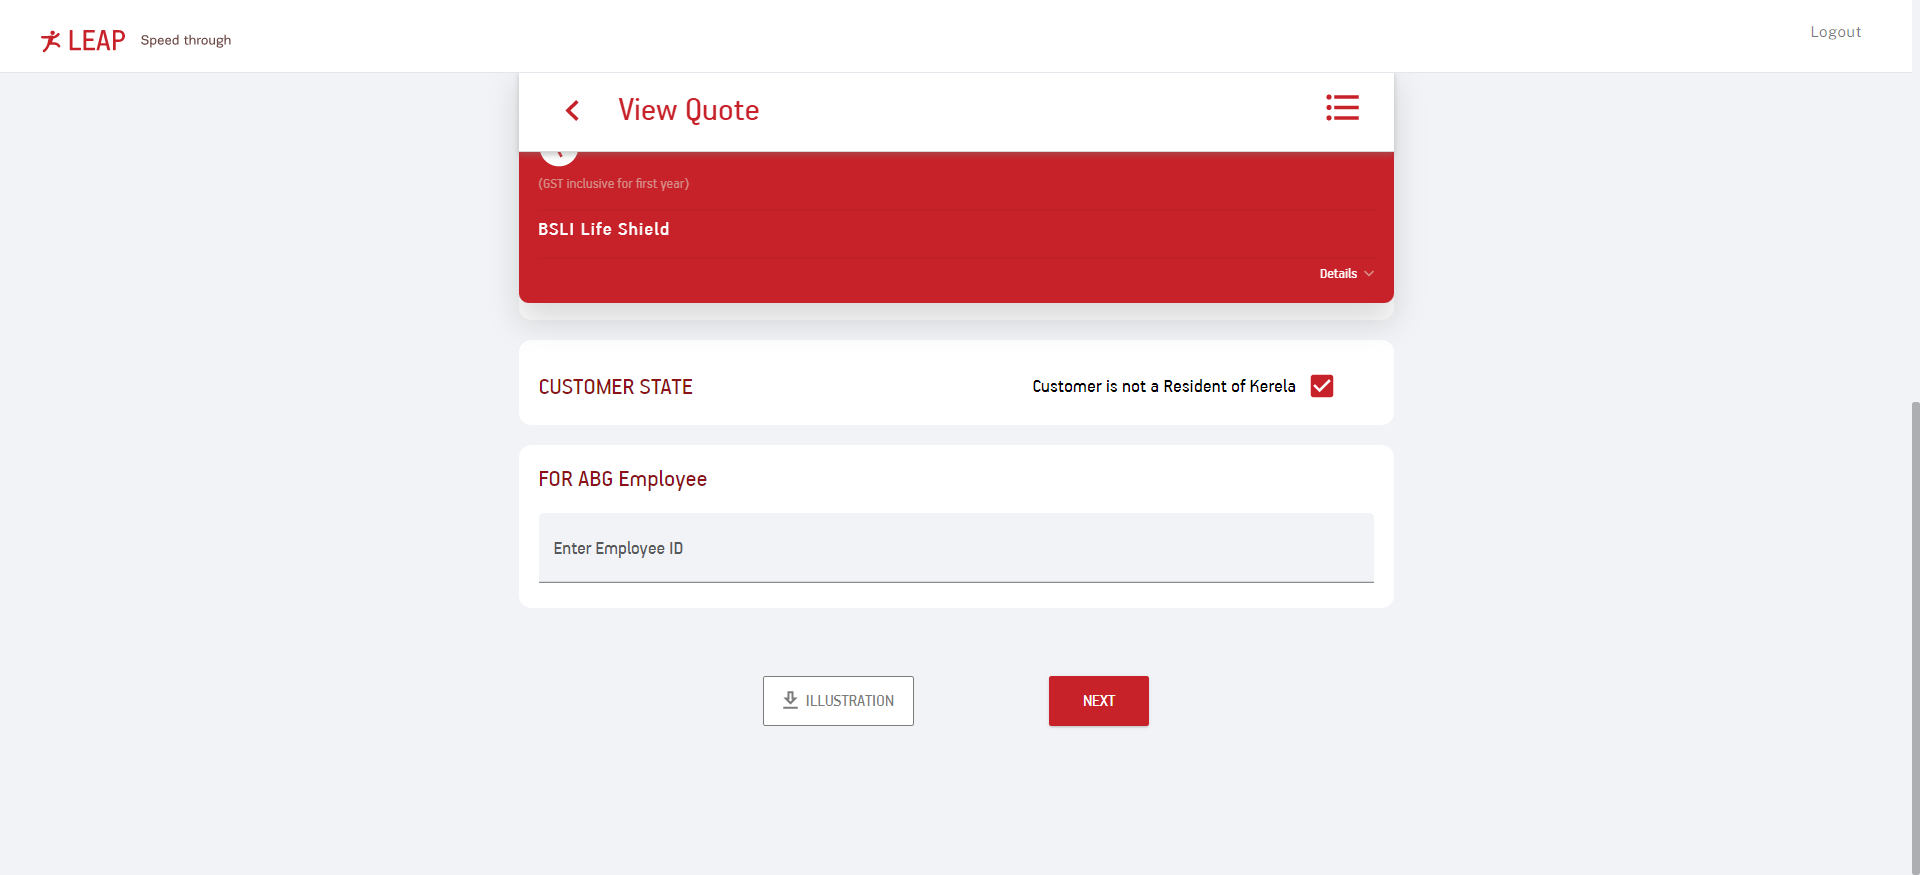 LEAP Speed through
Logout
View Quote
(GST inclusive for first year)
BSLI Life Shield
Details
CUSTOMER STATE
Customer is not a Resident of Kerela
FOR ABG Employee
Enter Employee ID
ILLUSTRATION
NEXT